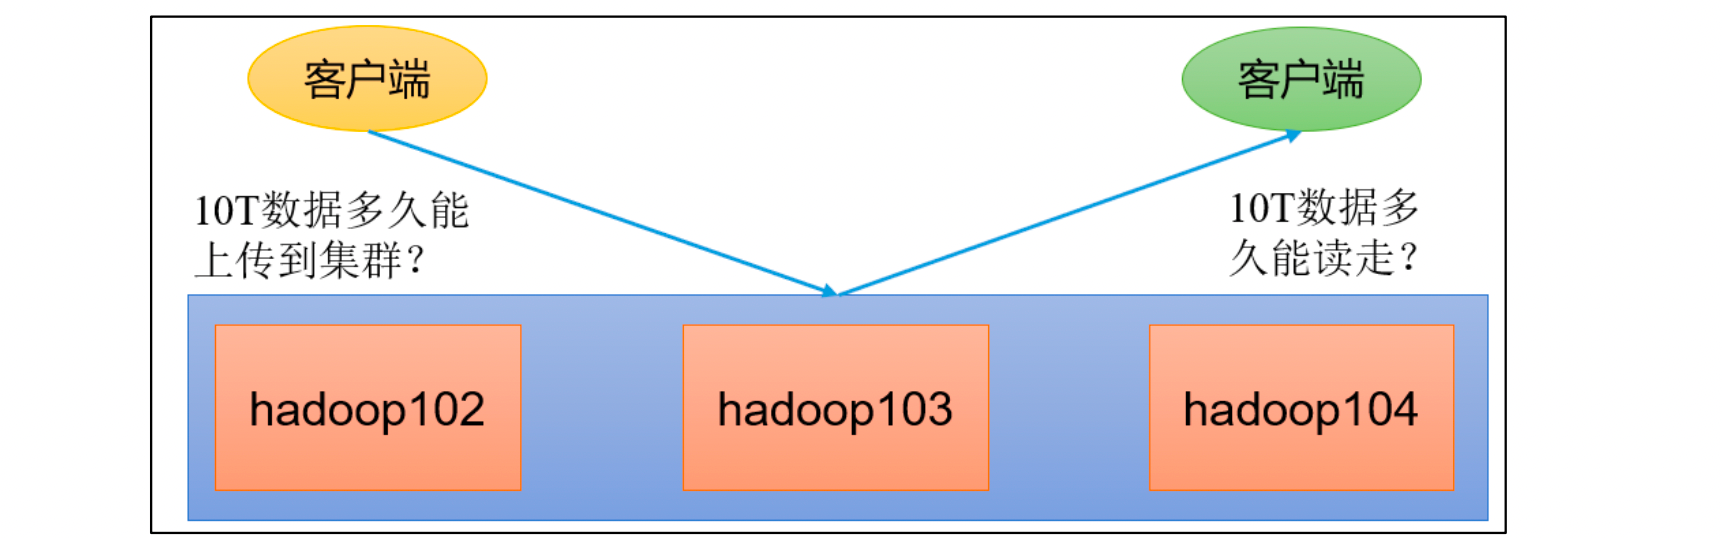 客户端
客户端
10T数据多久能
上传到集群？
10T数据多
久能读走？
hadoop102
hadoop103
hadoop104